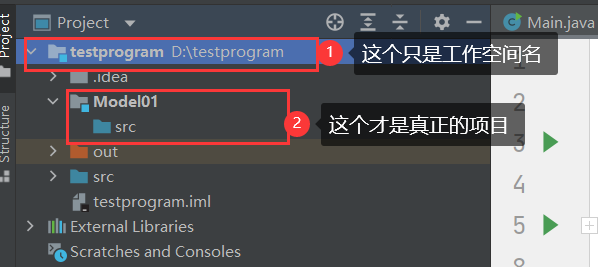 Project
Project
Main.java
testprogram D:\testprogram
1 这个只是工作空间名
1
.idea
2
Model01
2 这个才是真正的项目
src
3
Structure
out
4
src
testprogram.iml
5
External Libraries
Scratches and Consoles
8